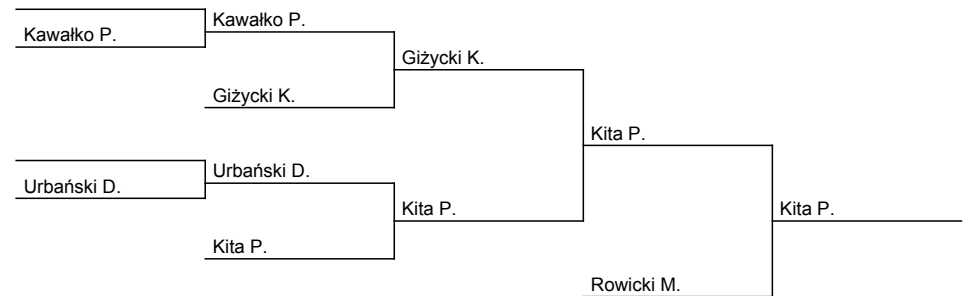 Kawałko P.
Kawałko P.
Giżycki K.
Giżycki K.
Kita P.
Urbański D.
Urbański D.
Kita P.
Kita P.
Kita P.
Rowicki M.